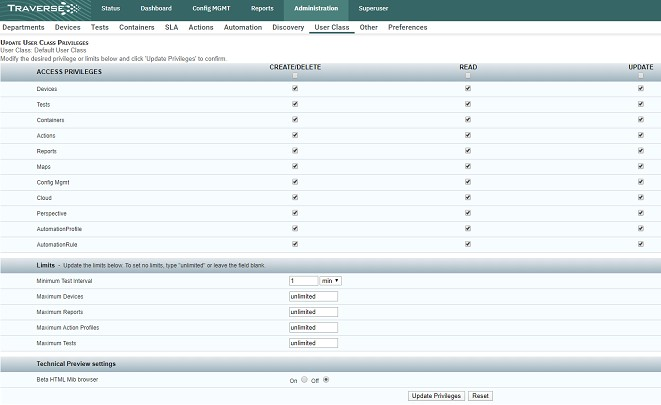 TRAVERSE Status Dashboard Config MGMT Reports Administration Superuser
Departments Devices Tests Containers SLA Actions Automation Discovery User Class Other Preferences
UPDATE USER CLASS PRIVILEGES
User Class: Default User Class
Modify the desired privilege or limits below and click 'Update Privileges' to confirm.
ACCESS PRIVILEGES CREATE/DELETE READ UPDATE
Devices
Tests
Containers
Actions
Reports
Maps
Config Mgmt
Cloud
Perspective
AutomationProfile
AutomationRule
Limits - Update the limits below. To set no limits, type "unlimited" or leave the field blank.
Minimum Test Interval 1 min
Maximum Devices unlimited
Maximum Reports unlimited
Maximum Action Profiles unlimited
Maximum Tests unlimited
Technical Preview settings
Beta HTML Mib browser On Off
Update Privileges Reset